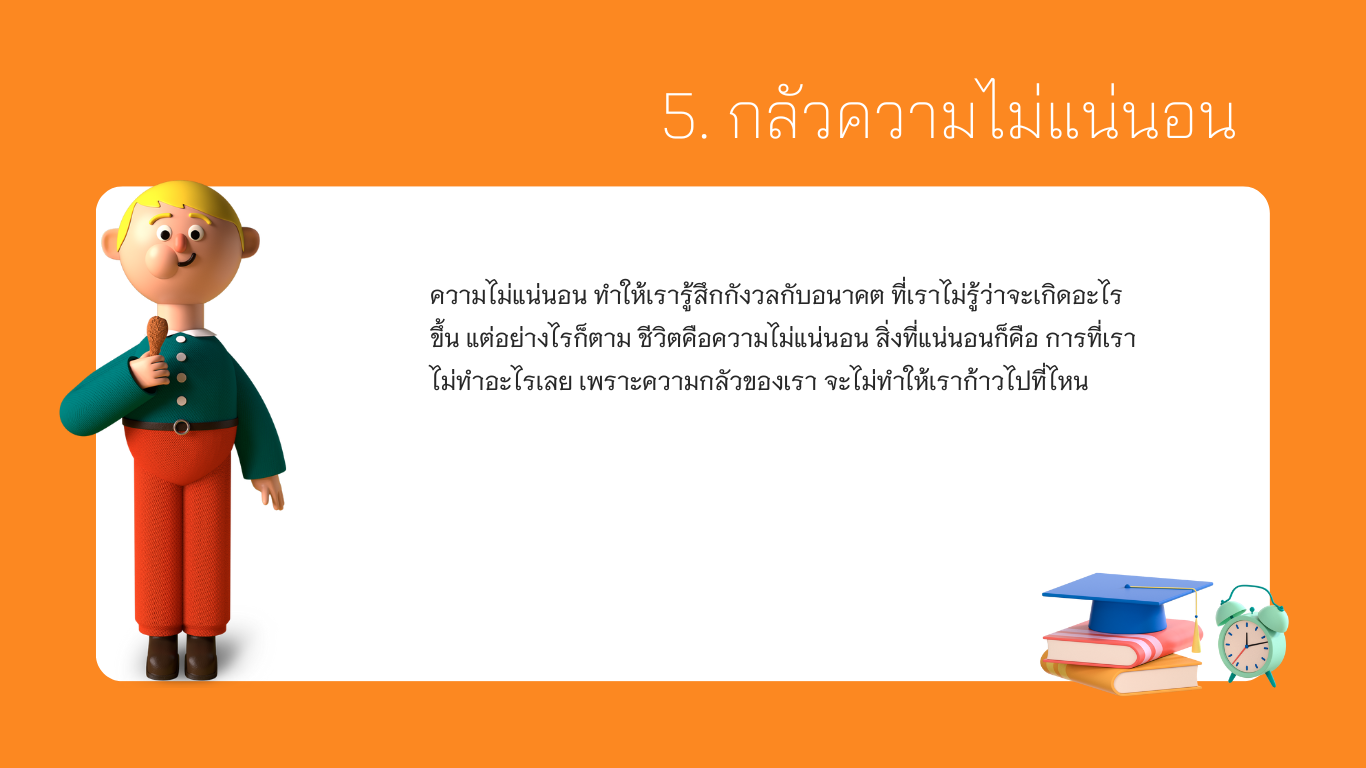 5. กลัวความไม่แน่นอน
ความไม่แน่นอน ทำให้เรารู้สึกกังวลกับอนาคต ที่เราไม่รู้ว่าจะเกิดอะไร
ขึ้น แต่อย่างไรก็ตาม ชีวิตคือความไม่แน่นอน สิ่งที่แน่นอนก็คือ การที่เรา
ไม่ทำอะไรเลย เพราะความกลัวของเรา จะไม่ทำให้เราก้าวไปที่ไหน